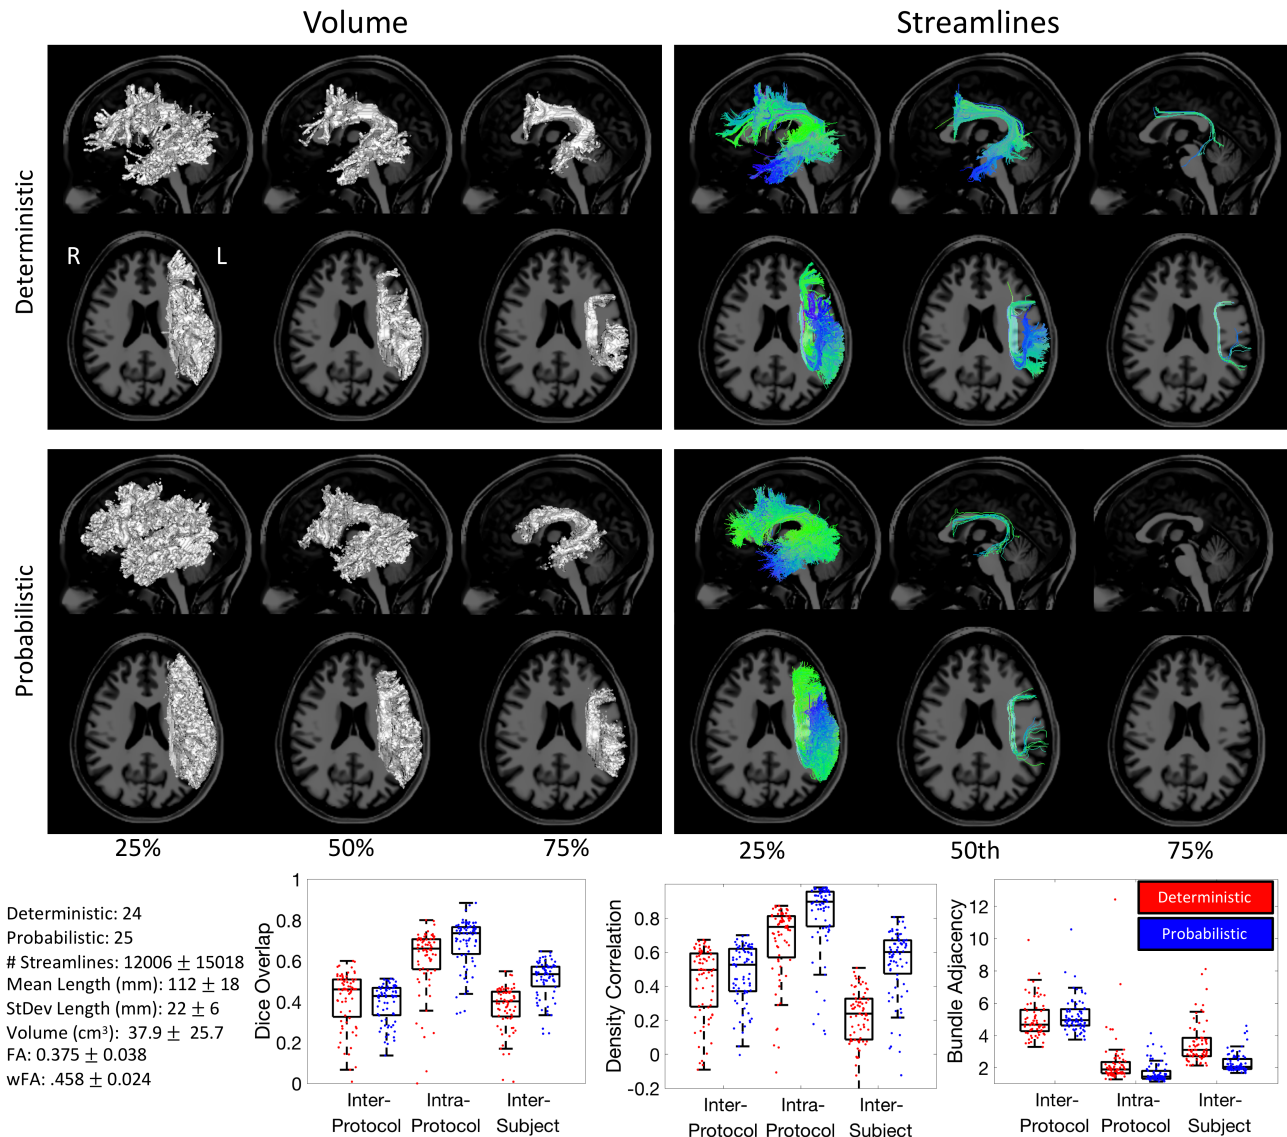 Volume
Streamlines
Deterministic
R
L
Probabilistic
25%
50%
75%
25%
50th
75%
Deterministic: 24
Probabilistic: 25
# Streamlines: 12006 ± 15018
Mean Length (mm): 112 ± 18
StDev Length (mm): 22 ± 6
Volume (cm³): 37.9 ± 25.7
FA: 0.375 ± 0.038
wFA: .458 ± 0.024
Dice Overlap
1
0.8
0.6
0.4
0.2
0
Inter-
Protocol
Intra-
Protocol
Inter-
Subject
Density Correlation
0.8
0.6
0.4
0.2
0
-0.2
Inter-
Protocol
Intra-
Protocol
Inter-
Subject
Bundle Adjacency
12
10
8
6
4
2
Deterministic
Probabilistic
Inter-
Protocol
Intra-
Protocol
Inter-
Subject